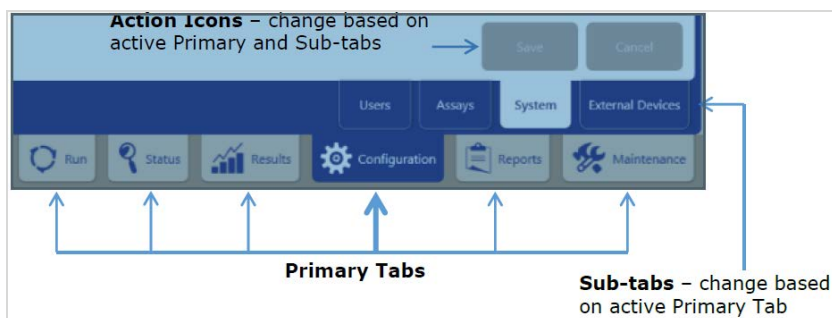 Action Icons – change based on
active Primary and Sub-tabs
Save
Cancel
Users
Assays
System
External Devices
Run
Status
Results
Configuration
Reports
Maintenance
Primary Tabs
Sub-tabs – change based
on active Primary Tab